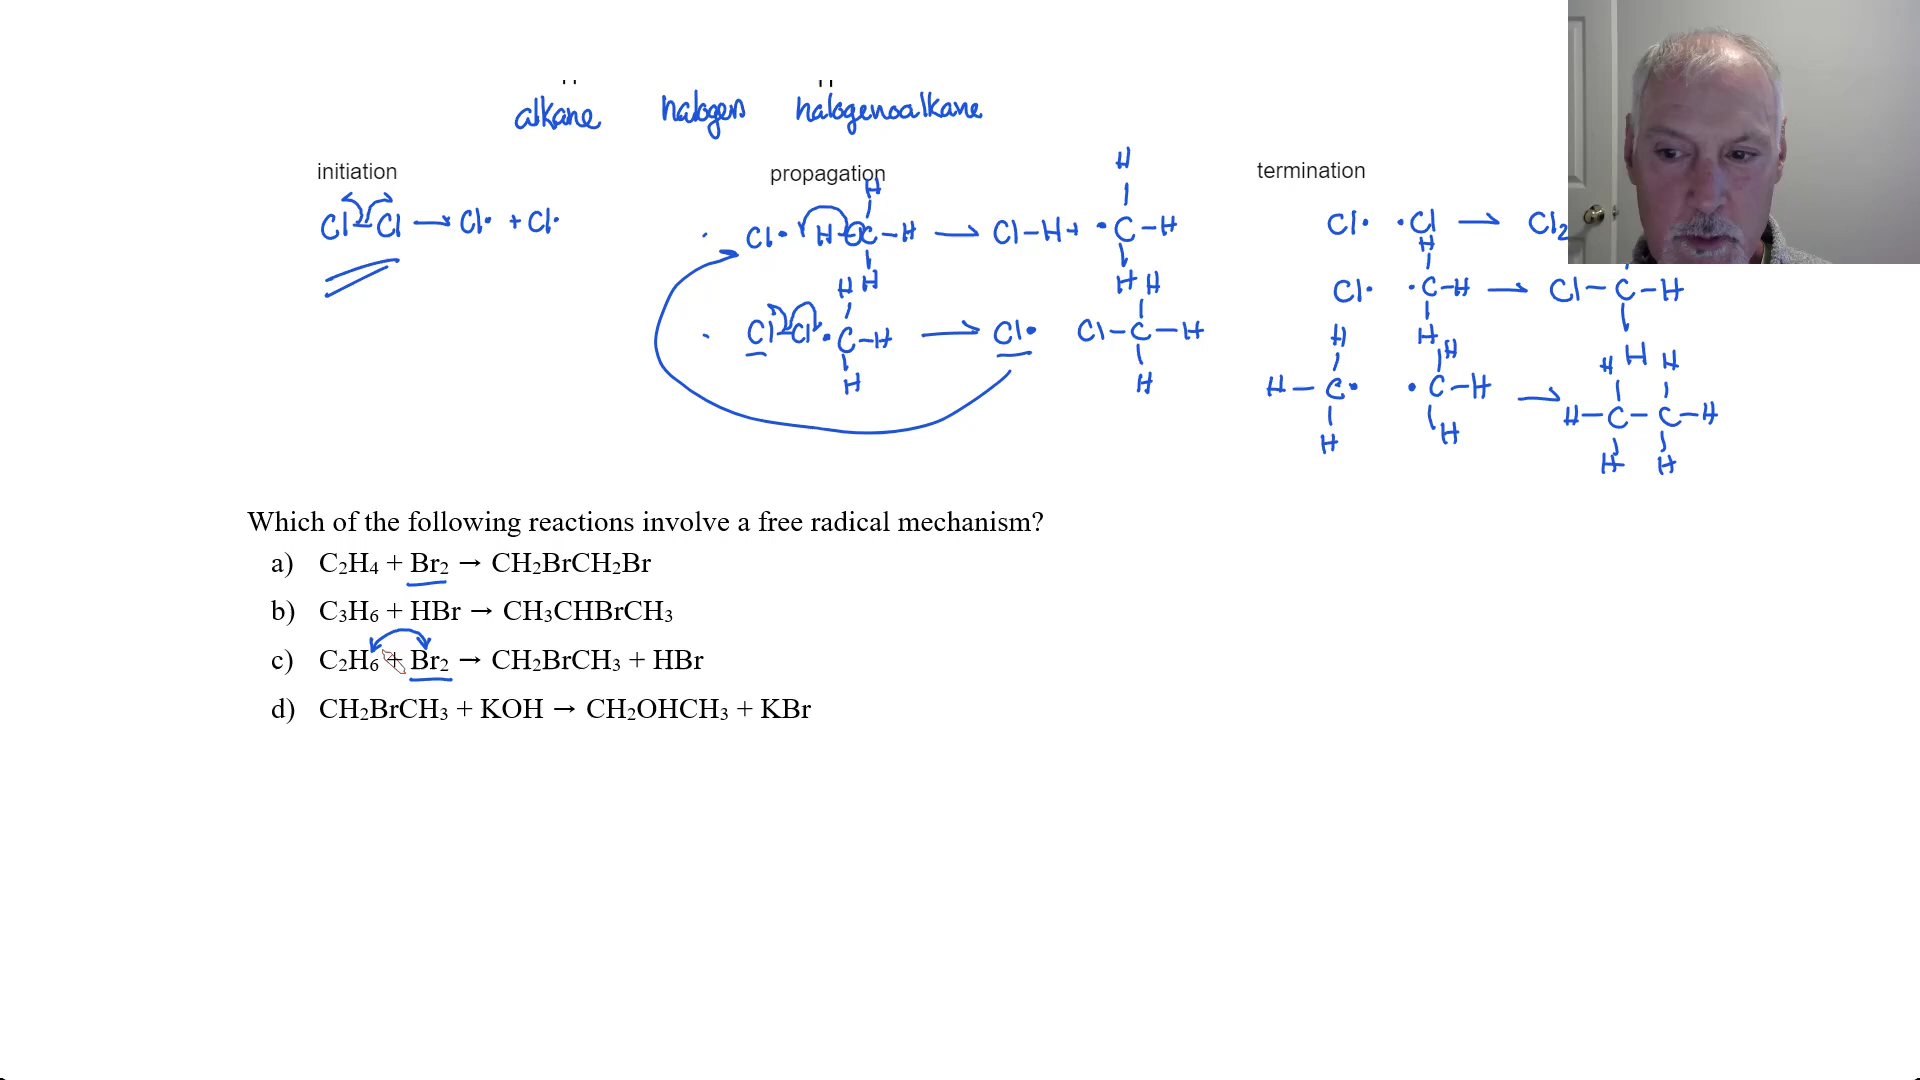 alkane halogens halogenoalkane
initiation propagation termination
Cl-Cl → Cl• + Cl•
Cl• H-C-H → Cl-H + •C-H
H
H
H
H
Cl Cl •C-H → Cl• Cl-C-H
H
H
H
H
Cl• •Cl → Cl2
Cl• •C-H → Cl-C-H
H
H
H
H-C• •C-H → H-C-C-H
H
H
H
H
H H
H H
Which of the following reactions involve a free radical mechanism?
a) C₂H₄ + Br₂ → CH₂BrCH₂Br
b) C₃H₆ + HBr → CH₃CHBrCH₃
c) C₂H₆ + Br₂ → CH₂BrCH₃ + HBr
d) CH₂BrCH₃ + KOH → CH₂OHCH₃ + KBr